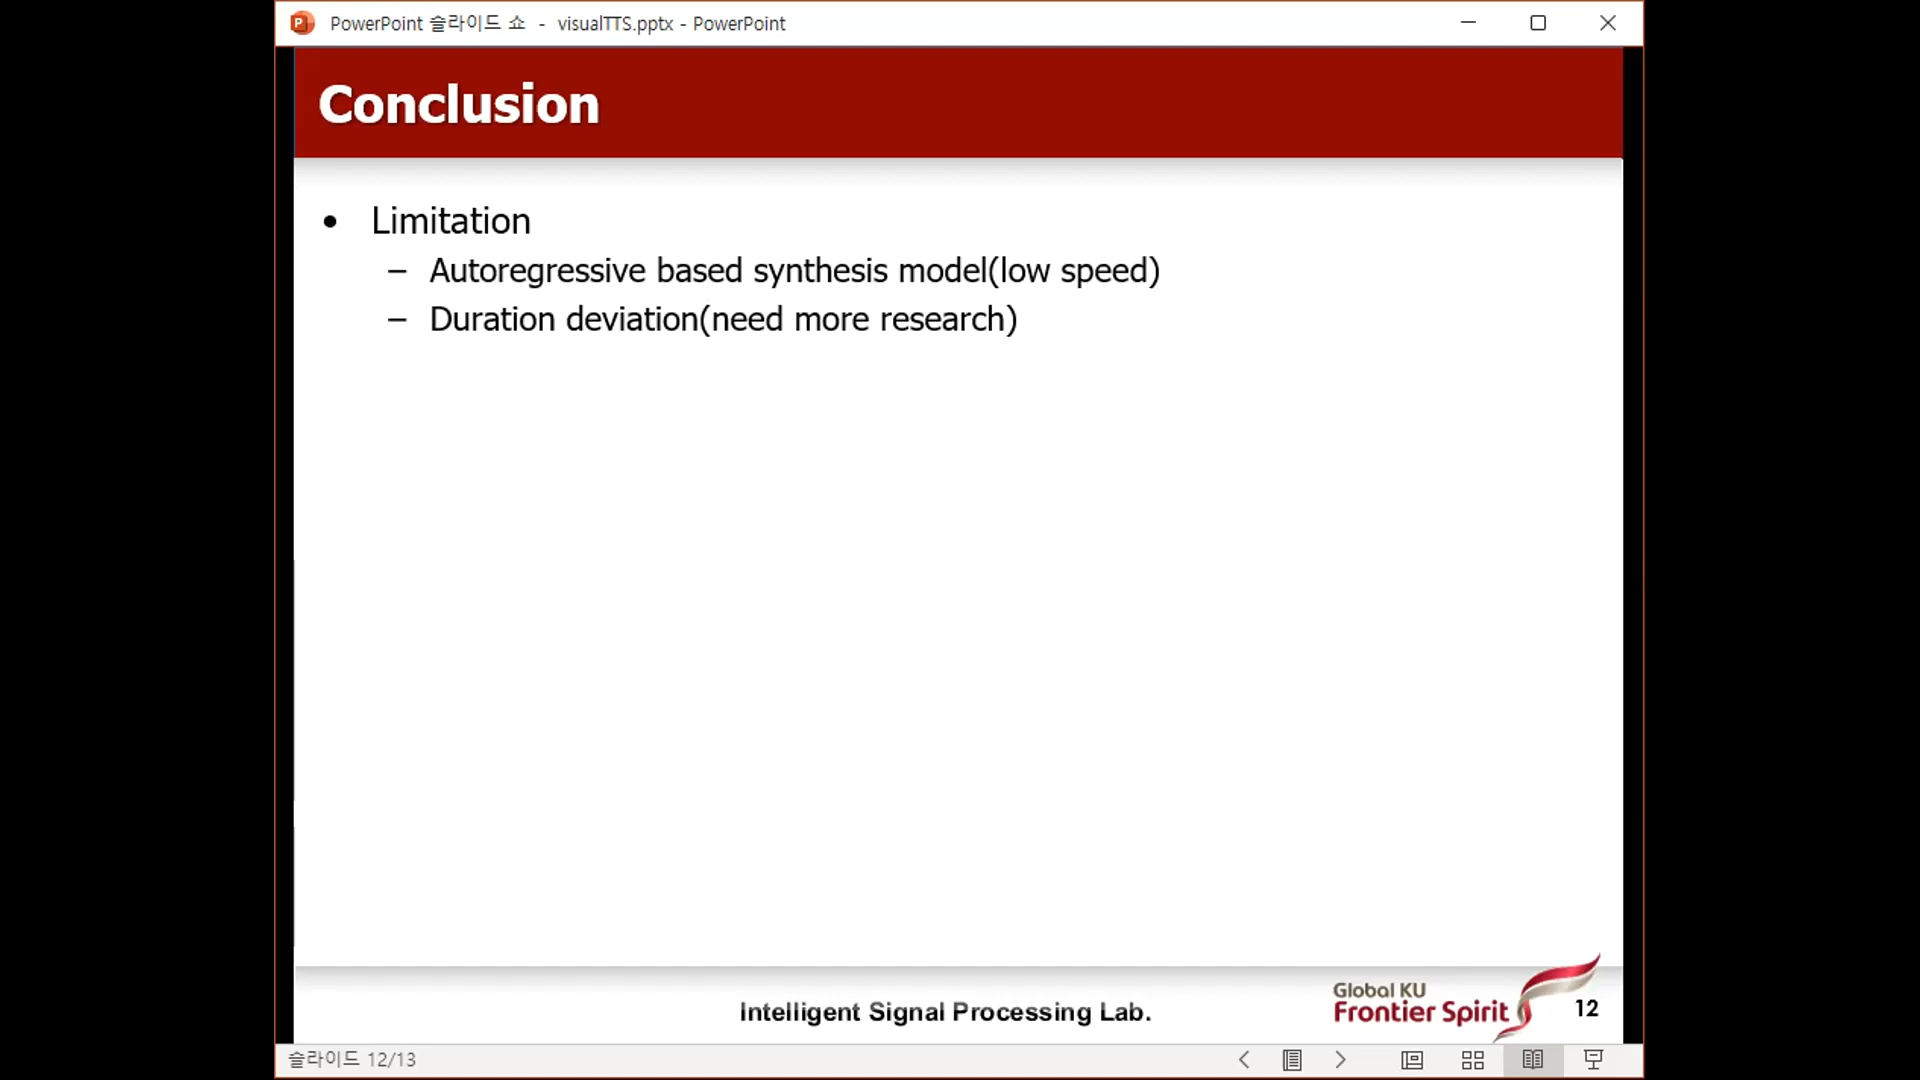 PowerPoint 슬라이드 쇼 - visualTTS.pptx - PowerPoint
Conclusion
• Limitation
– Autoregressive based synthesis model(low speed)
– Duration deviation(need more research)
Intelligent Signal Processing Lab.
Global KU
Frontier Spirit
12
슬라이드 12/13